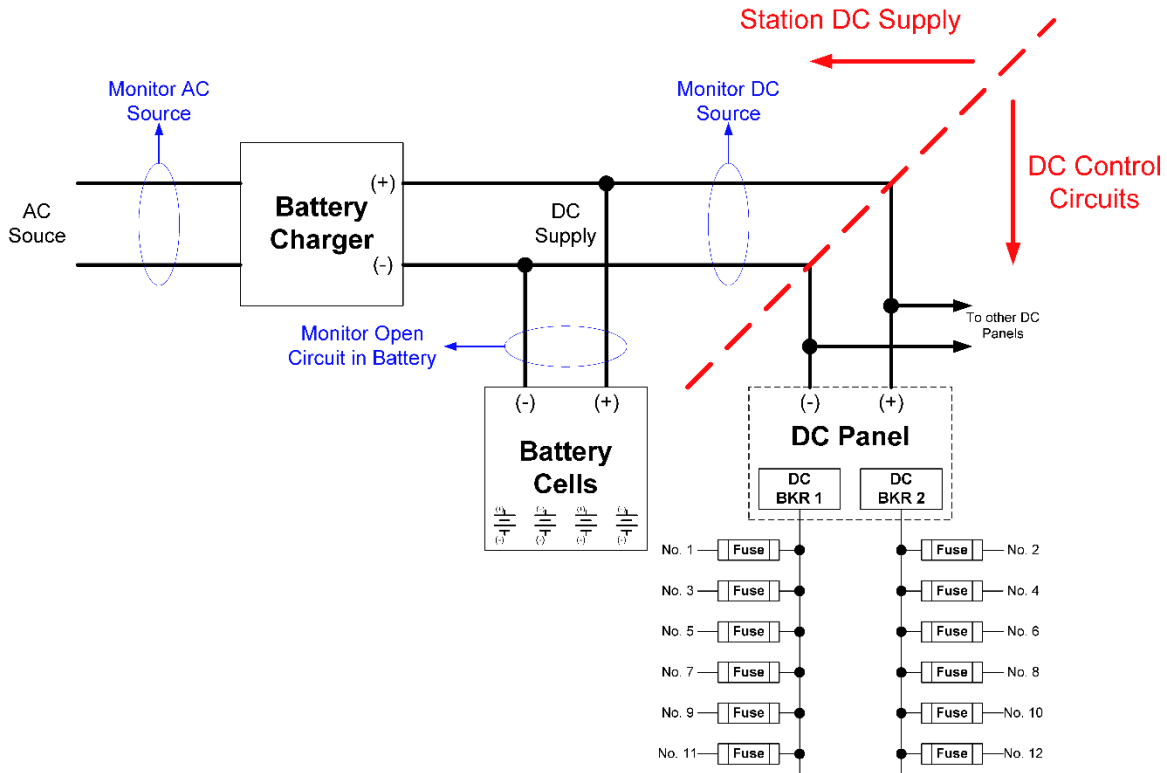 Station DC Supply
Monitor AC
Source
Monitor DC
Source
DC Control
Circuits
AC
Souce
Battery
Charger
(+)
(-)
DC
Supply
To other DC
Panels
Monitor Open
Circuit in Battery
(-) (+)
Battery
Cells
(+) (+) (+) (+)
(-) (-) (-) (-)
(-) (+)
DC Panel
DC
BKR 1
DC
BKR 2
No. 1 Fuse Fuse No. 2
No. 3 Fuse Fuse No. 4
No. 5 Fuse Fuse No. 6
No. 7 Fuse Fuse No. 8
No. 9 Fuse Fuse No. 10
No. 11 Fuse Fuse No. 12